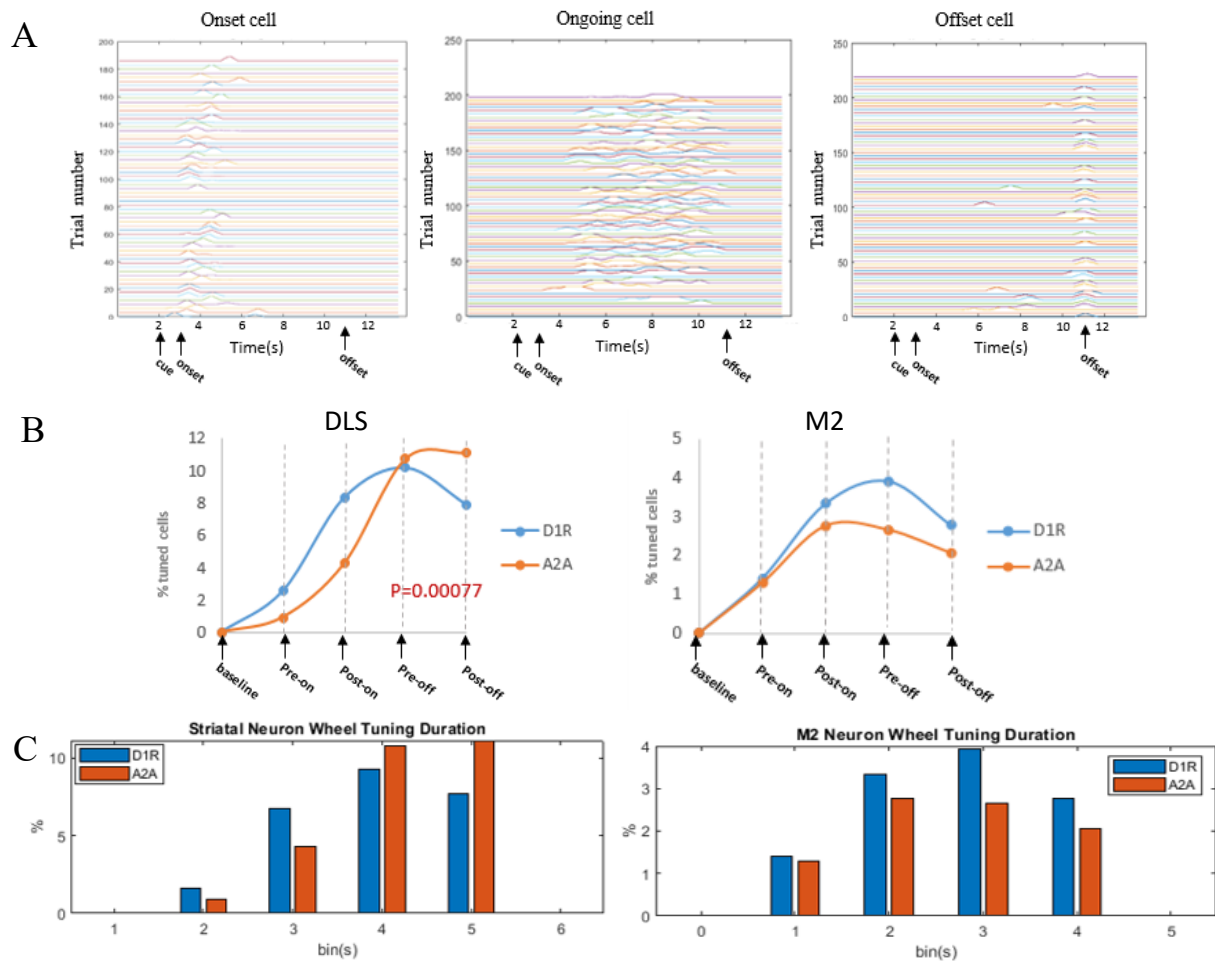 A
Onset cell
Ongoing cell
Offset cell
200
180
160
140
120
100
80
60
40
20
0
Trial number
2 4 6 8 10 12
Time(s)
cue
onset
offset
250
200
150
100
50
0
Trial number
2 4 6 8 10 12
Time(s)
cue
onset
offset
250
200
150
100
50
0
Trial number
2 4 6 8 10 12
Time(s)
cue
onset
offset
B
DLS
12
10
8
6
4
2
0
% tuned cells
D1R
A2A
P=0.00077
baseline
Pre-on
Post-on
Pre-off
Post-off
M2
5
4
3
2
1
0
% tuned cells
D1R
A2A
baseline
Pre-on
Post-on
Pre-off
Post-off
C
Striatal Neuron Wheel Tuning Duration
D1R
A2A
10
5
0
%
1 2 3 4 5 6
bin(s)
M2 Neuron Wheel Tuning Duration
D1R
A2A
4
3
2
1
0
%
0 1 2 3 4 5
bin(s)